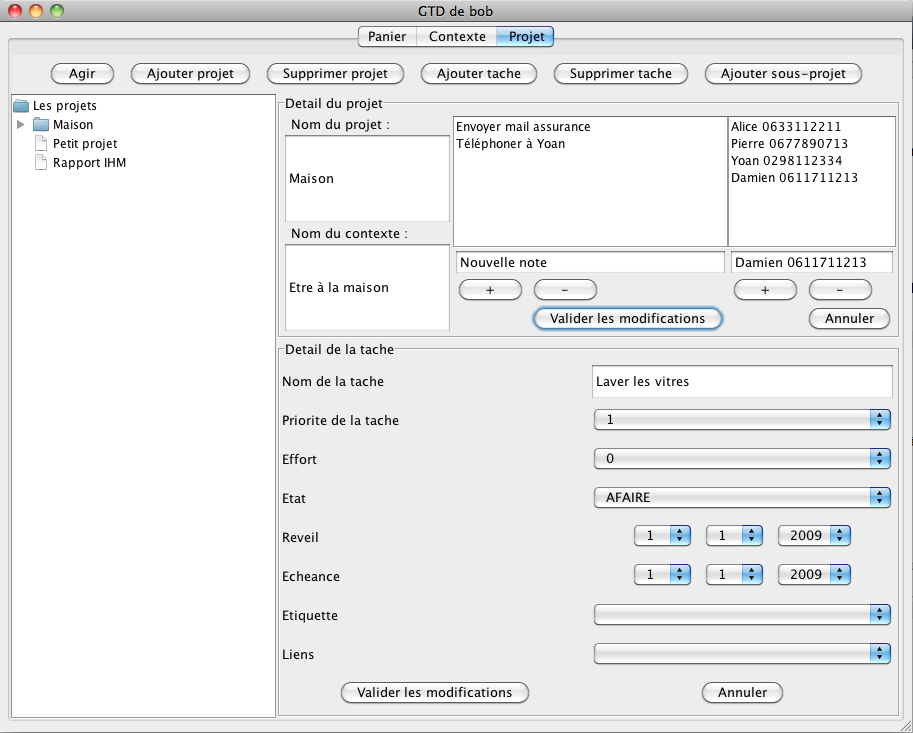 GTD de bob
Panier Contexte Projet
Agir Ajouter projet Supprimer projet Ajouter tache Supprimer tache Ajouter sous-projet
Les projets
Maison
Petit projet
Rapport IHM
Detail du projet
Nom du projet :
Maison
Nom du contexte :
Etre à la maison
Envoyer mail assurance
Téléphoner à Yoan
Nouvelle note
+ -
Alice 0633112211
Pierre 0677890713
Yoan 0298112334
Damien 0611711213
Damien 0611711213
+ -
Valider les modifications Annuler
Detail de la tache
Nom de la tache Laver les vitres
Priorite de la tache 1
Effort 0
Etat AFAIRE
Reveil 1 1 2009
Echeance 1 1 2009
Etiquette
Liens
Valider les modifications Annuler